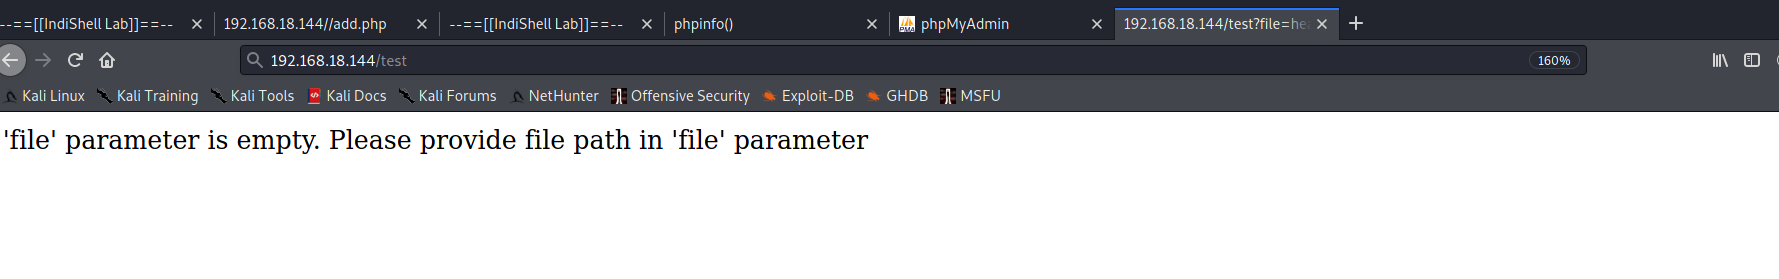 --==[[IndiShell Lab]]==-- 192.168.18.144//add.php --==[[IndiShell Lab]]==-- phpinfo() phpMyAdmin 192.168.18.144/test?file=hea
192.168.18.144/test 160%
Kali Linux Kali Training Kali Tools Kali Docs Kali Forums NetHunter Offensive Security Exploit-DB GHDB MSFU
'file' parameter is empty. Please provide file path in 'file' parameter